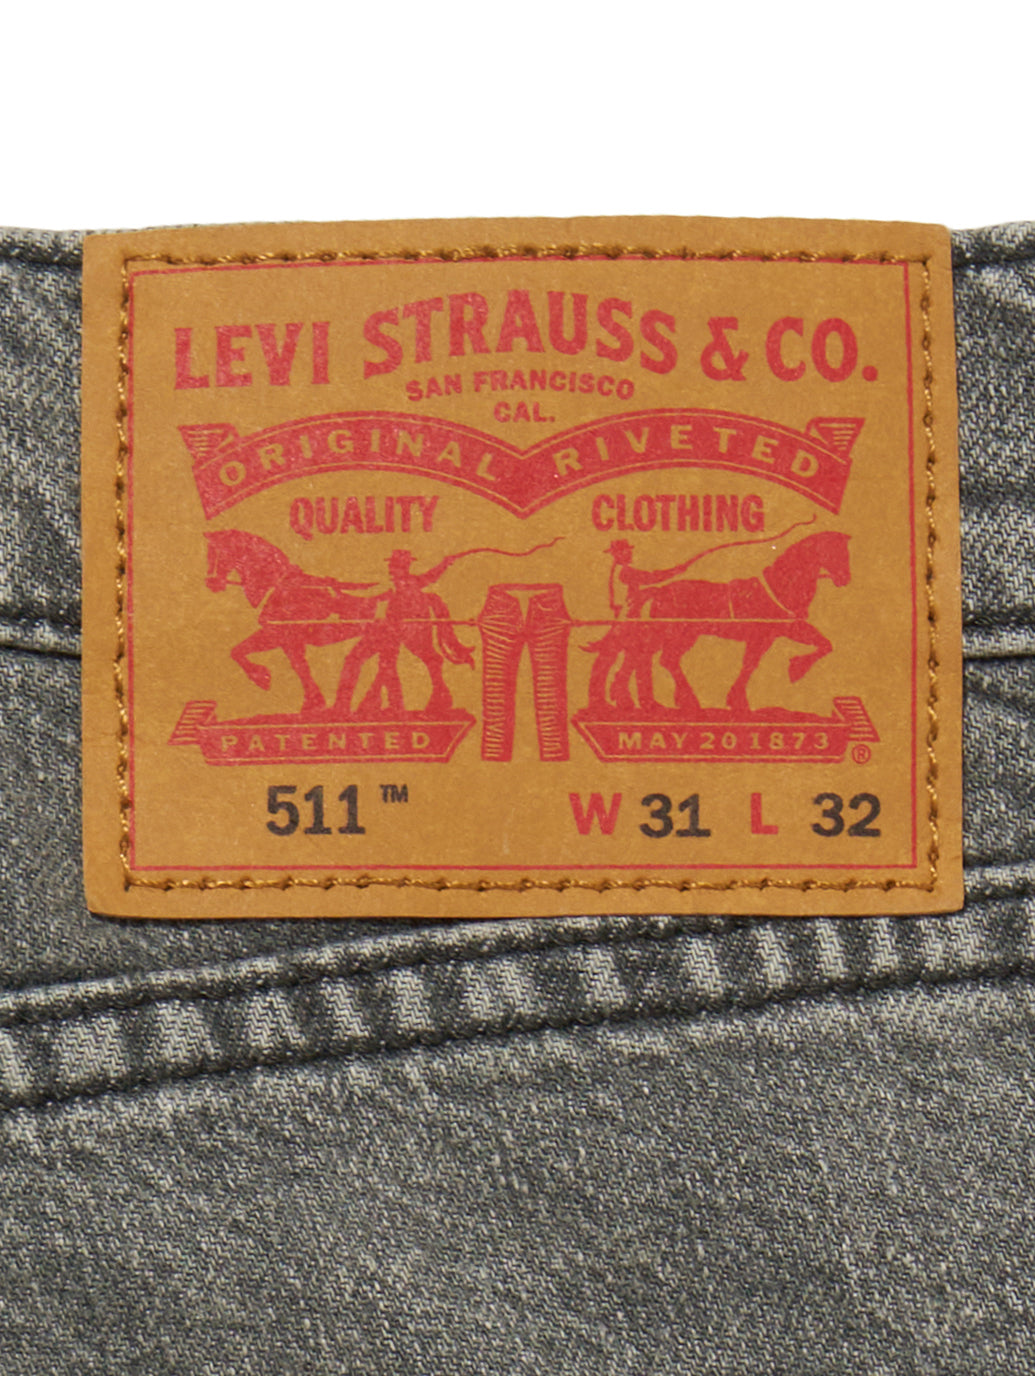 LEVI STRAUSS & CO.
SAN FRANCISCO
CAL.
ORIGINAL RIVETED
QUALITY CLOTHING
PATENTED MAY 20 1873 ®
511™ W 31 L 32